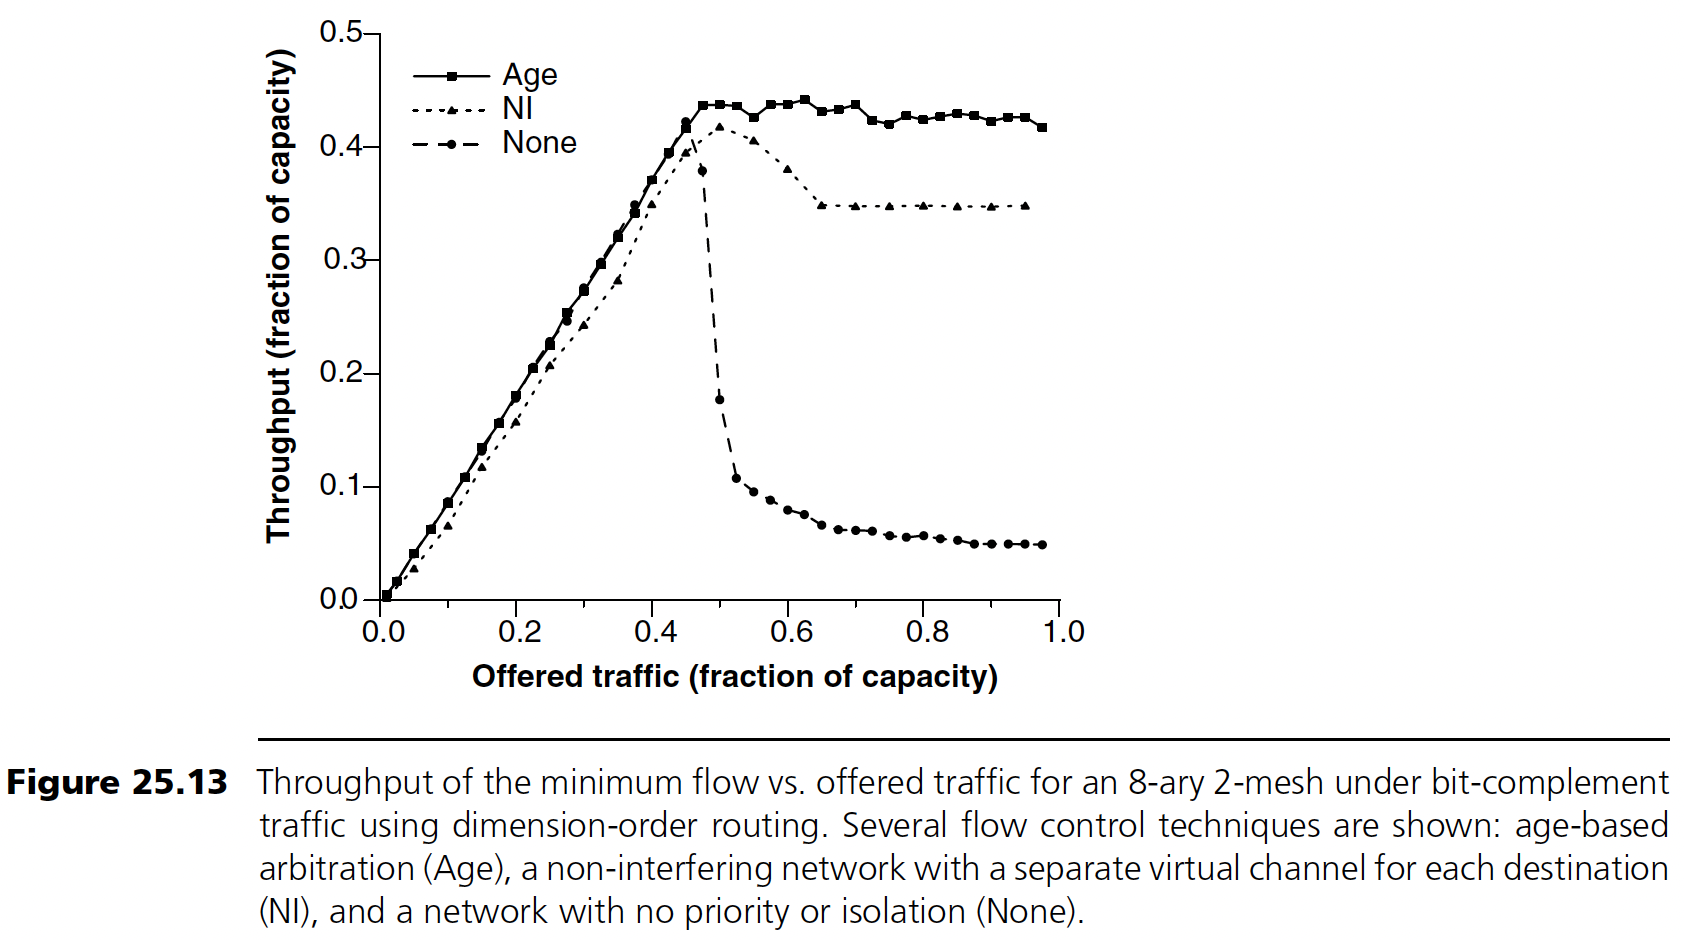 0.5
0.4
0.3
0.2
0.1
0.0
Throughput (fraction of capacity)
Age
NI
None
0.0 0.2 0.4 0.6 0.8 1.0
Offered traffic (fraction of capacity)
Figure 25.13 Throughput of the minimum flow vs. offered traffic for an 8-ary 2-mesh under bit-complement
traffic using dimension-order routing. Several flow control techniques are shown: age-based
arbitration (Age), a non-interfering network with a separate virtual channel for each destination
(NI), and a network with no priority or isolation (None).